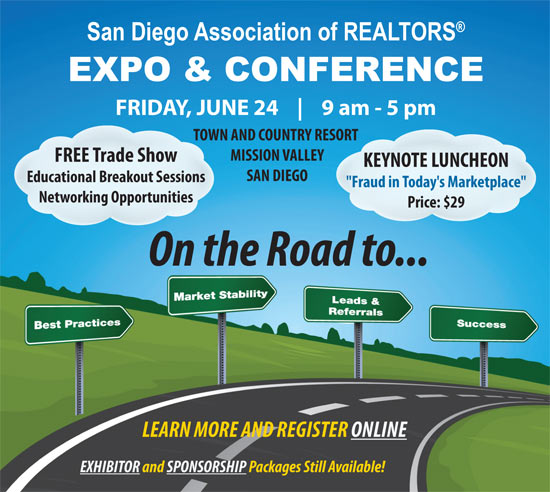 San Diego Association of REALTORS®
EXPO & CONFERENCE
FRIDAY, JUNE 24 | 9 am - 5 pm
TOWN AND COUNTRY RESORT
MISSION VALLEY
SAN DIEGO
FREE Trade Show
Educational Breakout Sessions
Networking Opportunities
KEYNOTE LUNCHEON
"Fraud in Today's Marketplace"
Price: $29
On the Road to...
Best Practices
Market Stability
Leads &
Referrals
Success
LEARN MORE AND REGISTER ONLINE
EXHIBITOR and SPONSORSHIP Packages Still Available!